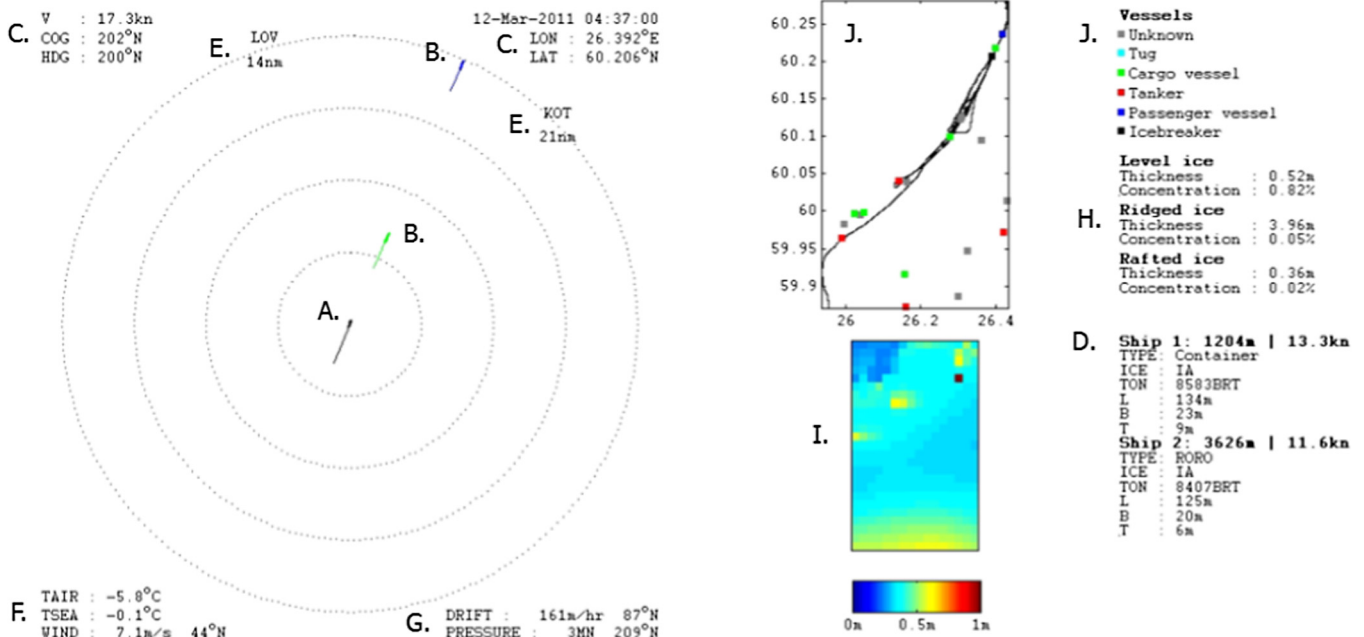 C.
V : 17.3kn
COG : 202°N
HDG : 200°N
12-Mar-2011 04:37:00
C.
LON : 26.392°E
LAT : 60.206°N
E.
LOV
14nm
B.
E.
KOT
21nm
B.
A.
F.
TAIR : -5.8°C
TSEA : -0.1°C
WIND : 7.1m/s 44°N
G.
DRIFT : 161m/hr 87°N
PRESSURE : 3MN 209°N
J.
60.25
60.2
60.15
60.1
60.05
60
59.95
59.9
26 26.2 26.4
I.
0m 0.5m 1m
J.
Vessels
Unknown
Tug
Cargo vessel
Tanker
Passenger vessel
Icebreaker
H.
Level ice
Thickness : 0.52m
Concentration : 0.82%
Ridged ice
Thickness : 3.96m
Concentration : 0.05%
Rafted ice
Thickness : 0.36m
Concentration : 0.02%
D.
Ship 1: 1204m | 13.3kn
TYPE: Container
ICE : IA
TON : 8583BRT
L : 134m
B : 23m
T : 9m
Ship 2: 3626m | 11.6kn
TYPE: RORO
ICE : IA
TON : 8407BRT
L : 125m
B : 20m
T : 6m